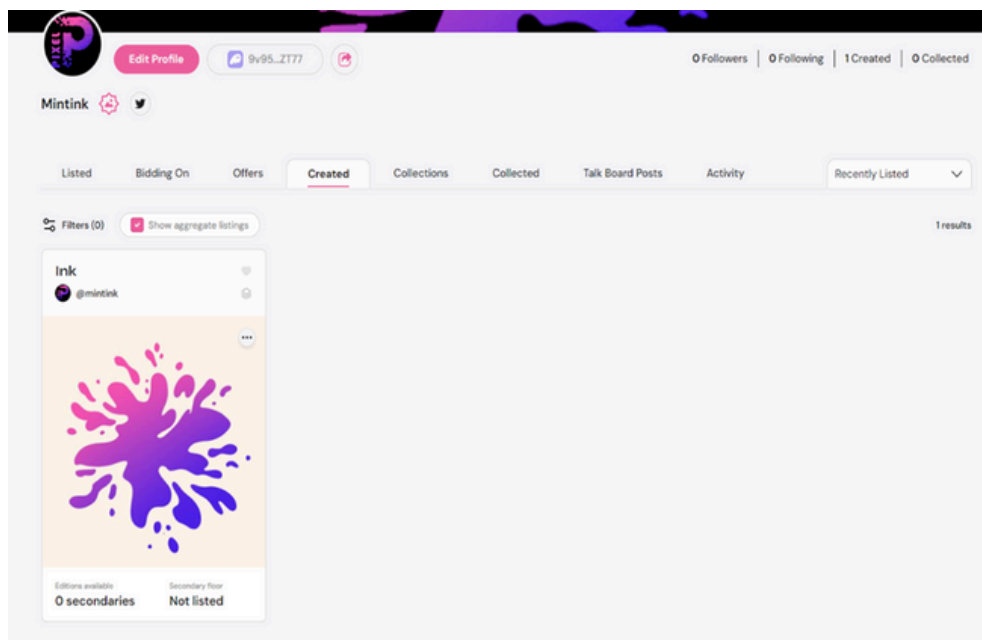 PIXEL
P
Edit Profile
9v95...ZT77
0 Followers
0 Following
1 Created
0 Collected
Mintink
Listed
Bidding On
Offers
Created
Collections
Collected
Talk Board Posts
Activity
Recently Listed
Filters (0)
Show aggregate listings
1 results
Ink
@mintink
Editions available
Secondary floor
0 secondaries
Not listed